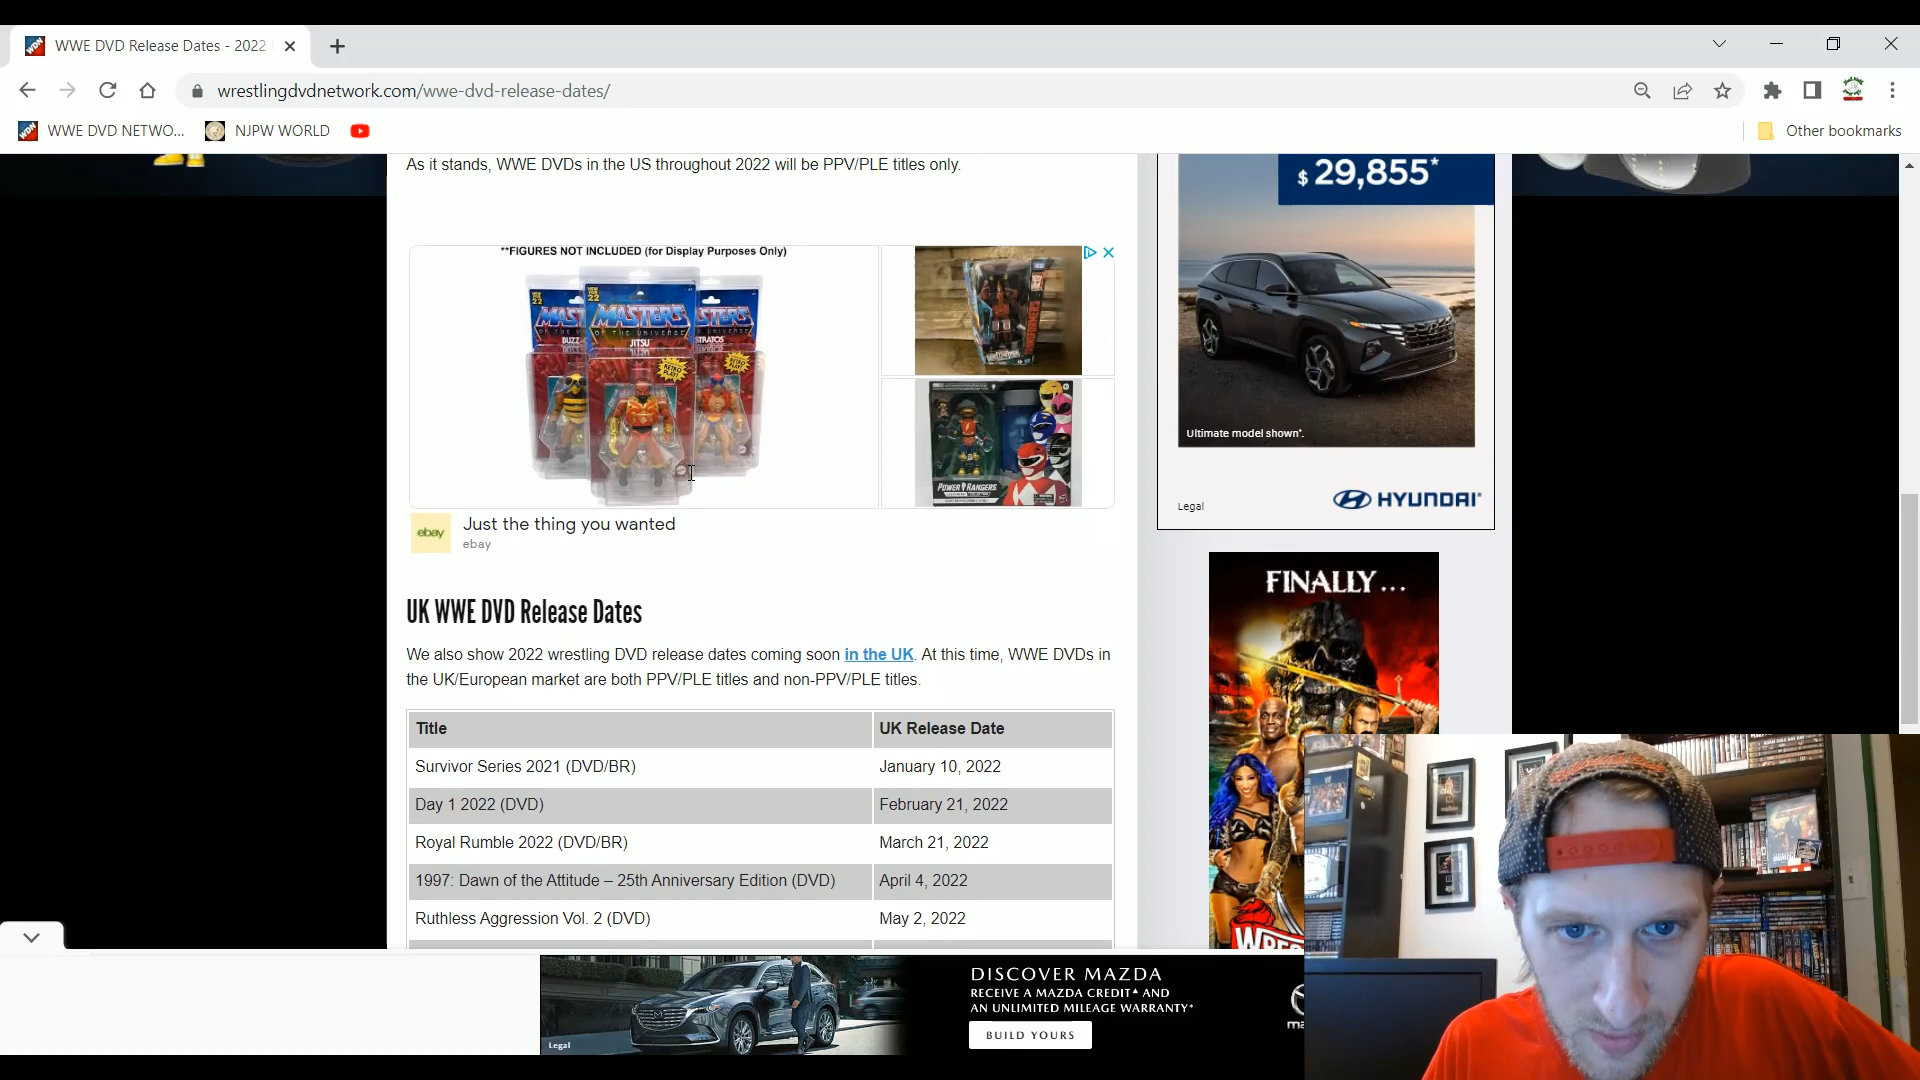 WWE DVD Release Dates - 2022
wrestlingdvdnetwork.com/wwe-dvd-release-dates/
WWE DVD NETWO...
NJPW WORLD
Other bookmarks
As it stands, WWE DVDs in the US throughout 2022 will be PPV/PLE titles only.
**FIGURES NOT INCLUDED (for Display Purposes Only)
MASTERS
JITSU
STRATOS
POWER RANGERS
ebay
Just the thing you wanted
ebay
$ 29,855*
Ultimate model shown*.
Legal
HYUNDAI
FINALLY...
UK WWE DVD Release Dates
We also show 2022 wrestling DVD release dates coming soon in the UK. At this time, WWE DVDs in
the UK/European market are both PPV/PLE titles and non-PPV/PLE titles.
Title UK Release Date
Survivor Series 2021 (DVD/BR) January 10, 2022
Day 1 2022 (DVD) February 21, 2022
Royal Rumble 2022 (DVD/BR) March 21, 2022
1997: Dawn of the Attitude – 25th Anniversary Edition (DVD) April 4, 2022
Ruthless Aggression Vol. 2 (DVD) May 2, 2022
DISCOVER MAZDA
RECEIVE A MAZDA CREDIT▲ AND
AN UNLIMITED MILEAGE WARRANTY*
BUILD YOURS
Legal